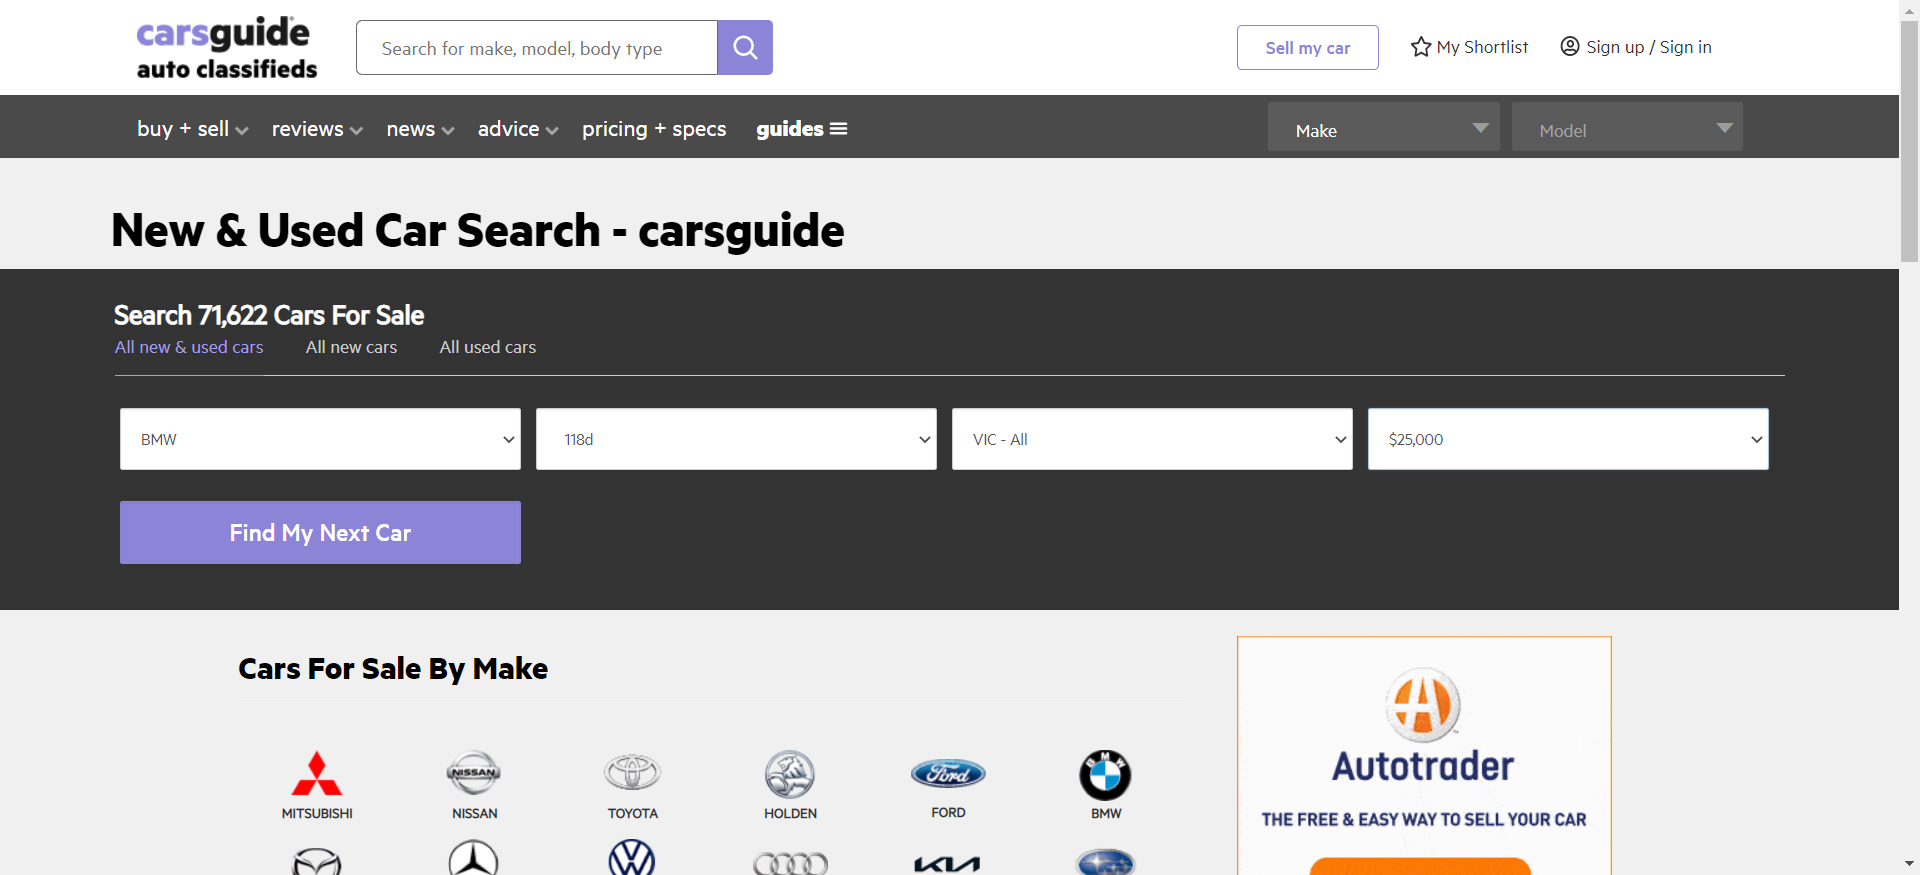 carsguide
auto classifieds
Search for make, model, body type
Sell my car
My Shortlist
Sign up / Sign in
buy + sell
reviews
news
advice
pricing + specs
guides
Make
Model
New & Used Car Search - carsguide
Search 71,622 Cars For Sale
All new & used cars
All new cars
All used cars
BMW
118d
VIC - All
$25,000
Find My Next Car
Cars For Sale By Make
NISSAN
Ford
BMW
MITSUBISHI
NISSAN
TOYOTA
HOLDEN
FORD
BMW
KIA
Autotrader
THE FREE & EASY WAY TO SELL YOUR CAR